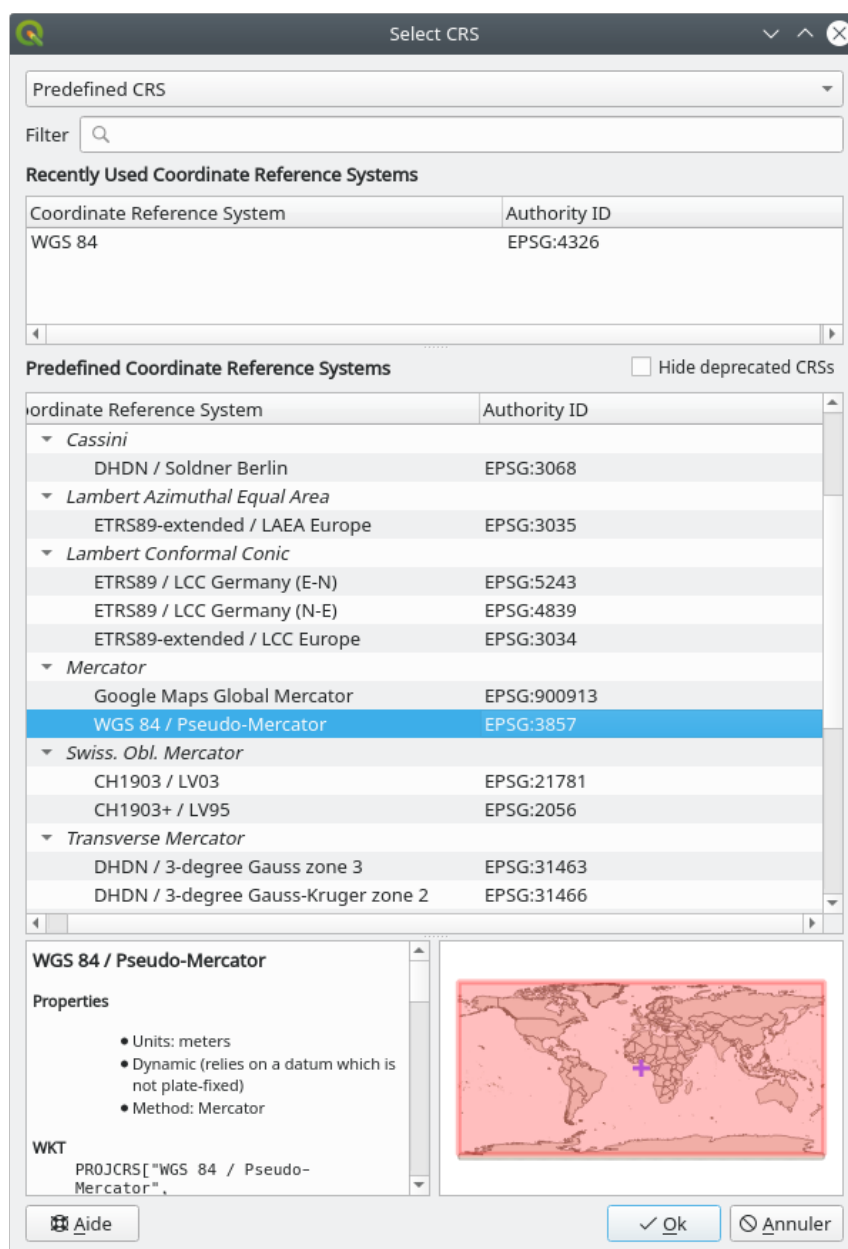 Select CRS
Predefined CRS
Filter
Recently Used Coordinate Reference Systems
Coordinate Reference System Authority ID
WGS 84 EPSG:4326
Predefined Coordinate Reference Systems Hide deprecated CRSs
oordinate Reference System Authority ID
Cassini
DHDN / Soldner Berlin EPSG:3068
Lambert Azimuthal Equal Area
ETRS89-extended / LAEA Europe EPSG:3035
Lambert Conformal Conic
ETRS89 / LCC Germany (E-N) EPSG:5243
ETRS89 / LCC Germany (N-E) EPSG:4839
ETRS89-extended / LCC Europe EPSG:3034
Mercator
Google Maps Global Mercator EPSG:900913
WGS 84 / Pseudo-Mercator EPSG:3857
Swiss. Obl. Mercator
CH1903 / LV03 EPSG:21781
CH1903+ / LV95 EPSG:2056
Transverse Mercator
DHDN / 3-degree Gauss zone 3 EPSG:31463
DHDN / 3-degree Gauss-Kruger zone 2 EPSG:31466
WGS 84 / Pseudo-Mercator
Properties
• Units: meters
• Dynamic (relies on a datum which is
not plate-fixed)
• Method: Mercator
WKT
PROJCRS["WGS 84 / Pseudo-
Mercator",
Aide Ok Annuler